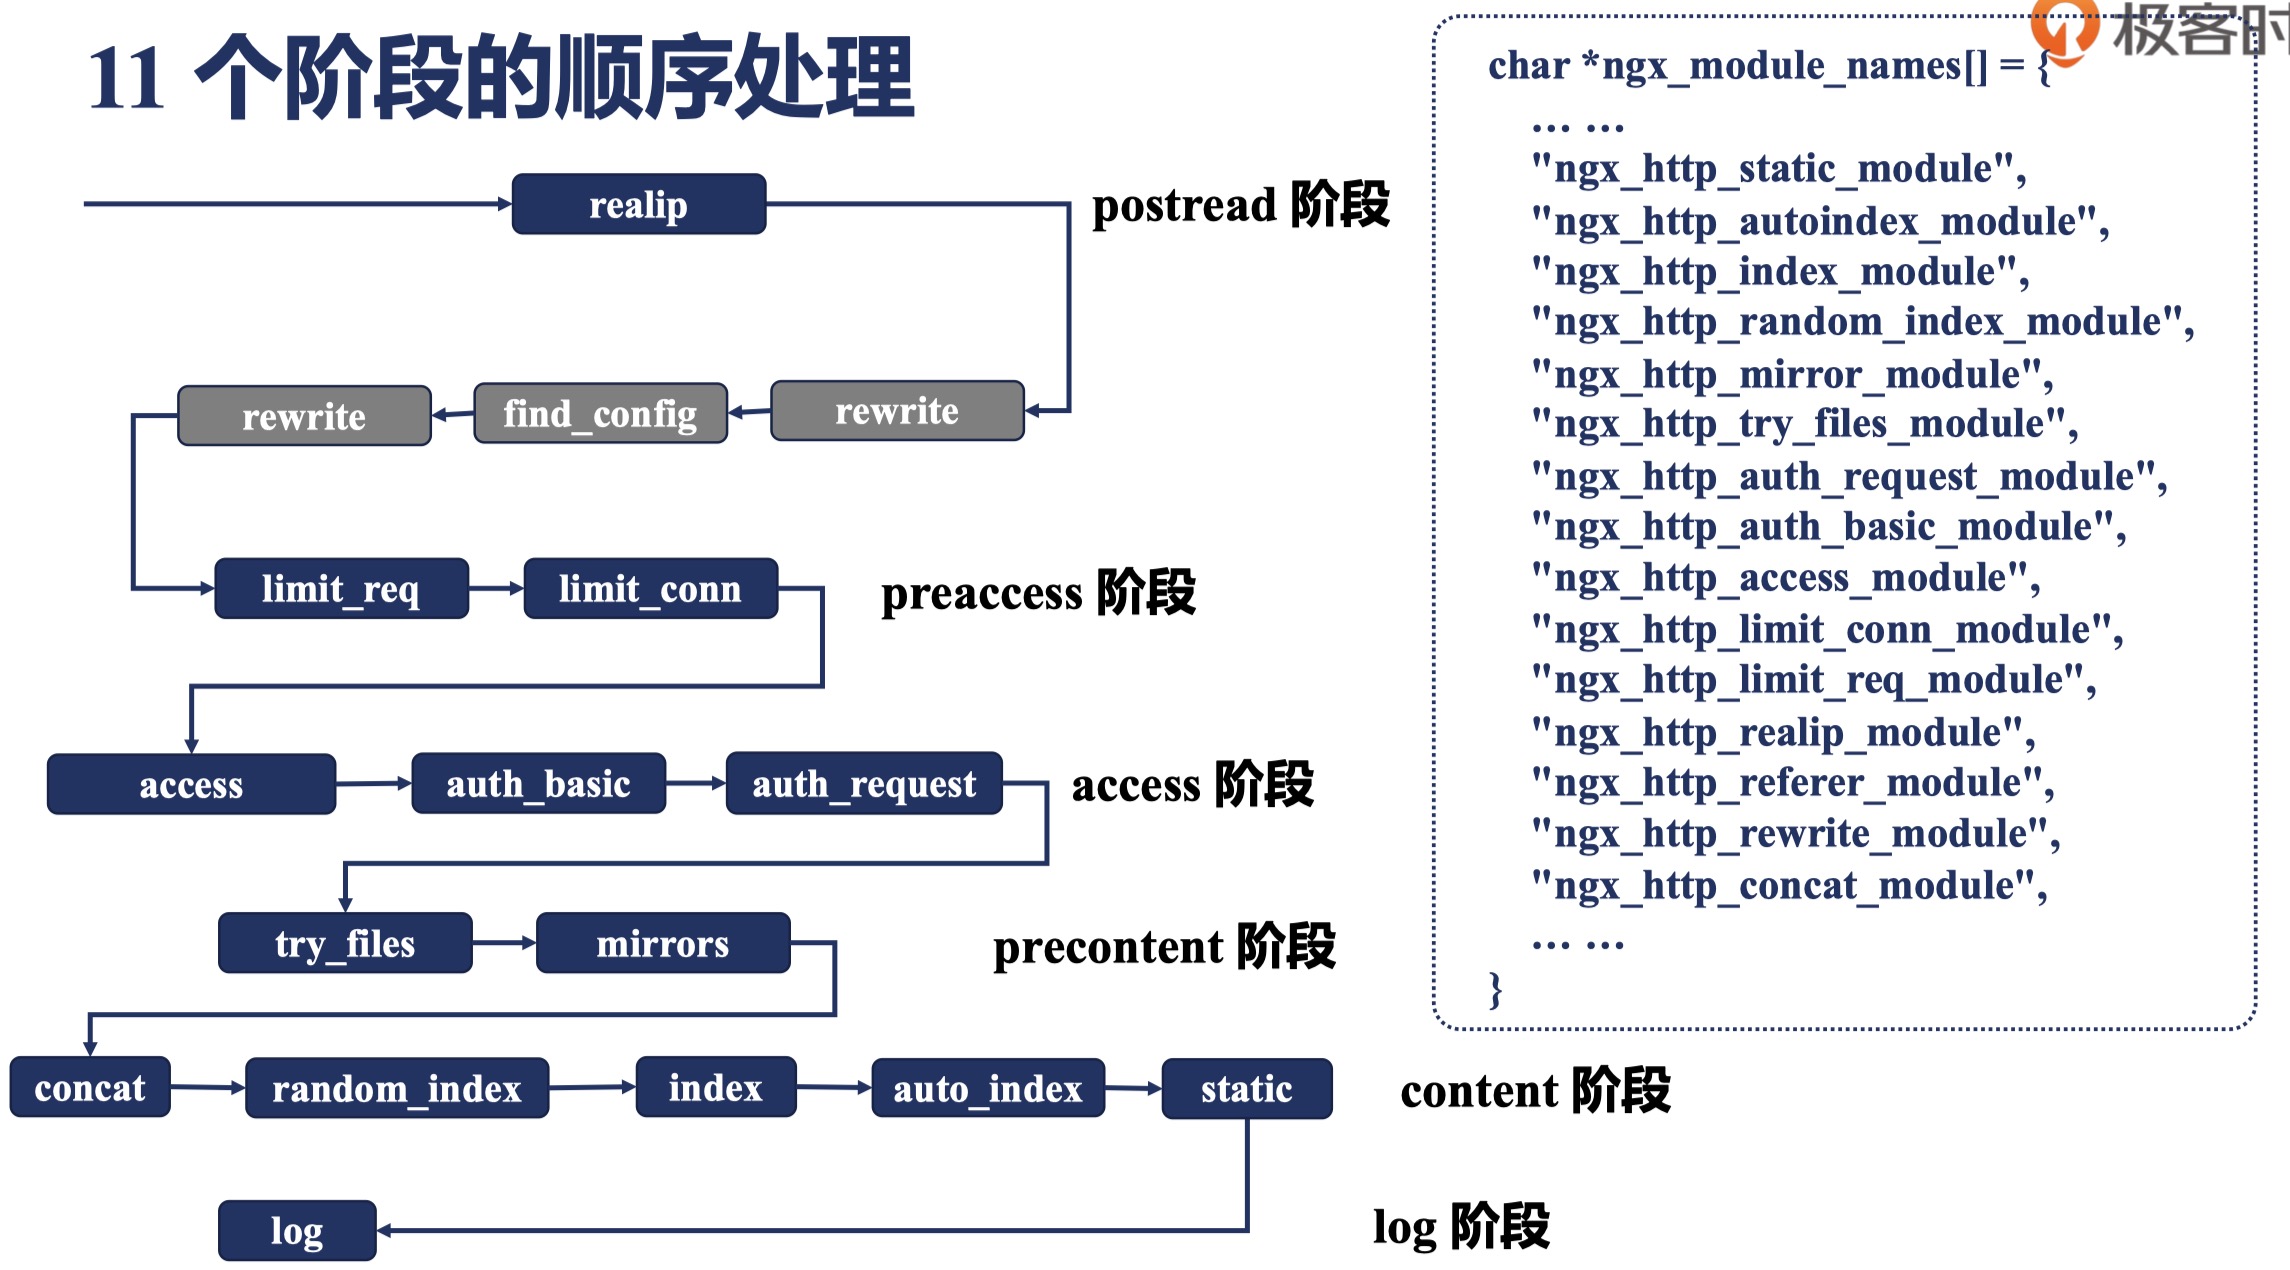 11 个阶段的顺序处理
realip
postread 阶段
rewrite
find_config
rewrite
limit_req
limit_conn
preaccess 阶段
access
auth_basic
auth_request
access 阶段
try_files
mirrors
precontent 阶段
concat
random_index
index
auto_index
static
content 阶段
log
log 阶段
极客时
char *ngx_module_names[] = {
... ...
"ngx_http_static_module",
"ngx_http_autoindex_module",
"ngx_http_index_module",
"ngx_http_random_index_module",
"ngx_http_mirror_module",
"ngx_http_try_files_module",
"ngx_http_auth_request_module",
"ngx_http_auth_basic_module",
"ngx_http_access_module",
"ngx_http_limit_conn_module",
"ngx_http_limit_req_module",
"ngx_http_realip_module",
"ngx_http_referer_module",
"ngx_http_rewrite_module",
"ngx_http_concat_module",
... ...
}